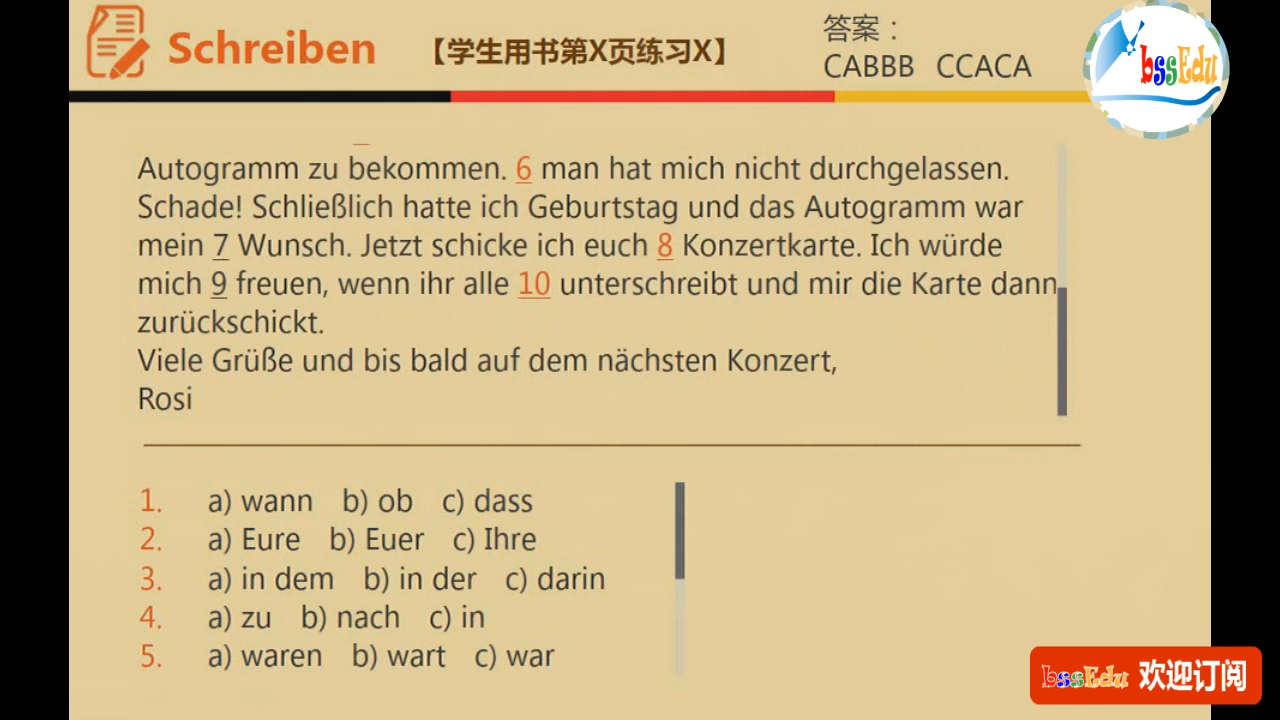 Schreiben 【学生用书第X页练习X】
答案：
CABBB CCACA
bssEdu
Autogramm zu bekommen. 6 man hat mich nicht durchgelassen.
Schade! Schließlich hatte ich Geburtstag und das Autogramm war
mein 7 Wunsch. Jetzt schicke ich euch 8 Konzertkarte. Ich würde
mich 9 freuen, wenn ihr alle 10 unterschreibt und mir die Karte dann
zurückschickt.
Viele Grüße und bis bald auf dem nächsten Konzert,
Rosi
1. a) wann b) ob c) dass
2. a) Eure b) Euer c) Ihre
3. a) in dem b) in der c) darin
4. a) zu b) nach c) in
5. a) waren b) wart c) war
bssEdu 欢迎订阅